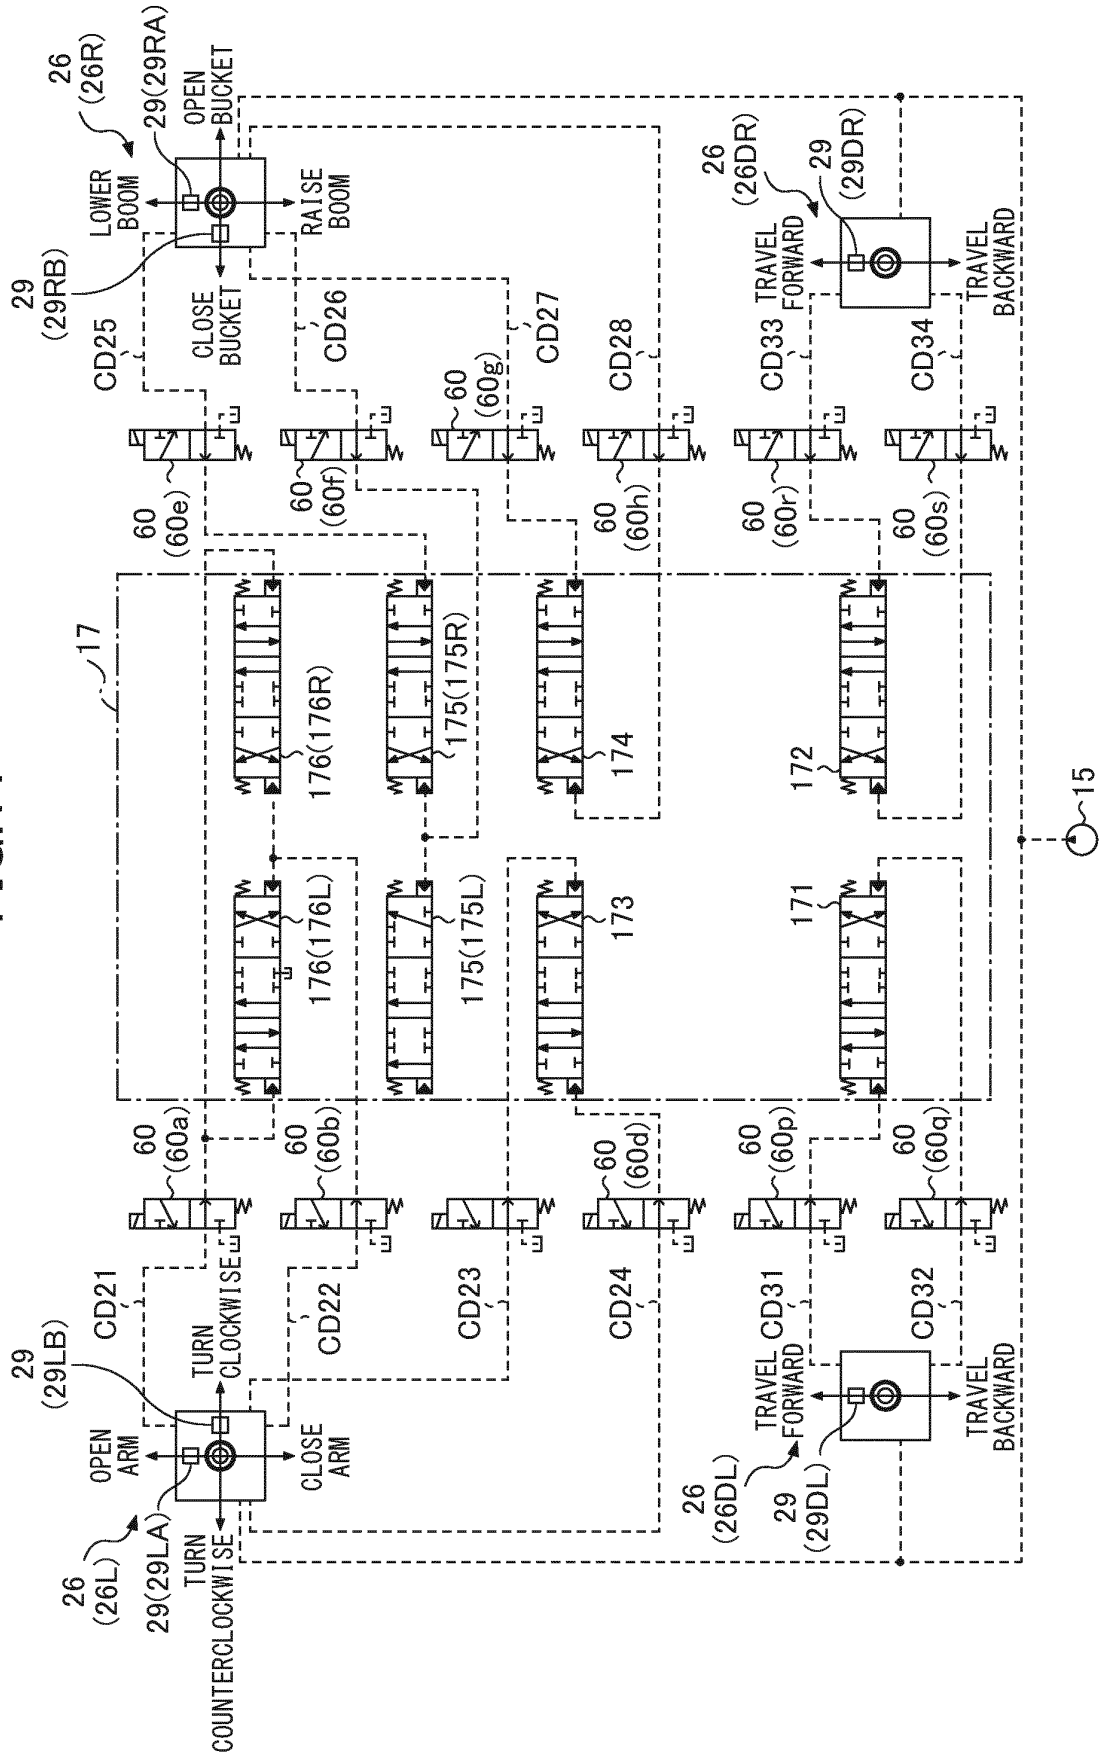 26
(26L)
29(29LA)
OPEN
ARM
29
(29LB)
CD21
60
(60a)
17
60
(60e)
CD25
29
(29RB)
LOWER
BOOM
26
(26R)
29(29RA)
COUNTERCLOCKWISE
TURN
TURN
CLOCKWISE
CLOSE
BUCKET
OPEN
BUCKET
CLOSE
ARM
CD22
60
(60b)
176(176L)
176(176R)
60
(60f)
CD26
RAISE
BOOM
CD23
175(175L)
175(175R)
60
(60g)
CD27
CD24
60
(60d)
173
174
60
(60h)
CD28
26
(26DL)
29
(29DL)
TRAVEL
FORWARD
CD31
60
(60p)
171
172
60
(60r)
CD33
TRAVEL
FORWARD
26
(26DR)
29
(29DR)
TRAVEL
BACKWARD
CD32
60
(60q)
60
(60s)
CD34
TRAVEL
BACKWARD
15